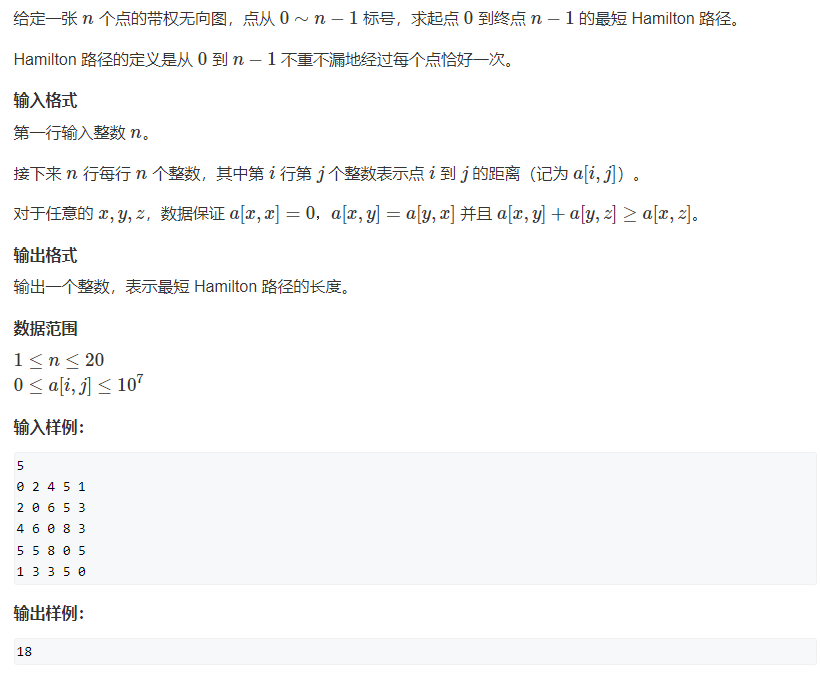 给定一张 n 个点的带权无向图，点从 0 ∼ n − 1 标号，求起点 0 到终点 n − 1 的最短 Hamilton 路径。
Hamilton 路径的定义是从 0 到 n − 1 不重不漏地经过每个点恰好一次。
输入格式
第一行输入整数 n。
接下来 n 行每行 n 个整数，其中第 i 行第 j 个整数表示点 i 到 j 的距离（记为 a[i, j]）。
对于任意的 x, y, z，数据保证 a[x, x] = 0，a[x, y] = a[y, x] 并且 a[x, y] + a[y, z] ≥ a[x, z]。
输出格式
输出一个整数，表示最短 Hamilton 路径的长度。
数据范围
1 ≤ n ≤ 20
0 ≤ a[i, j] ≤ 10⁷
输入样例：
5
0 2 4 5 1
2 0 6 5 3
4 6 0 8 3
5 5 8 0 5
1 3 3 5 0
输出样例：
18